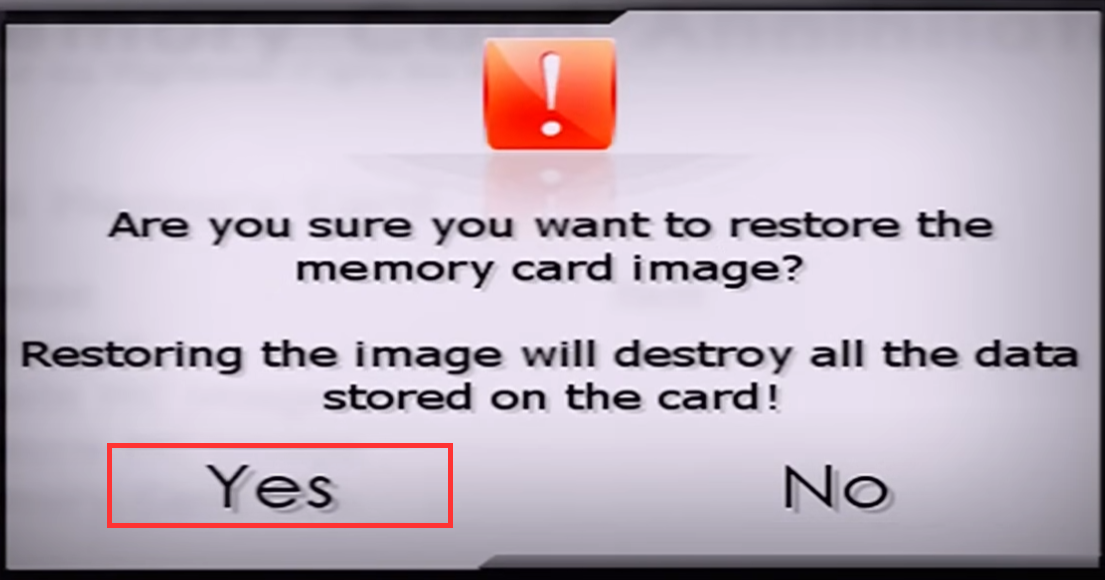 Are you sure you want to restore the
memory card image?
Restoring the image will destroy all the data
stored on the card!
Yes
No